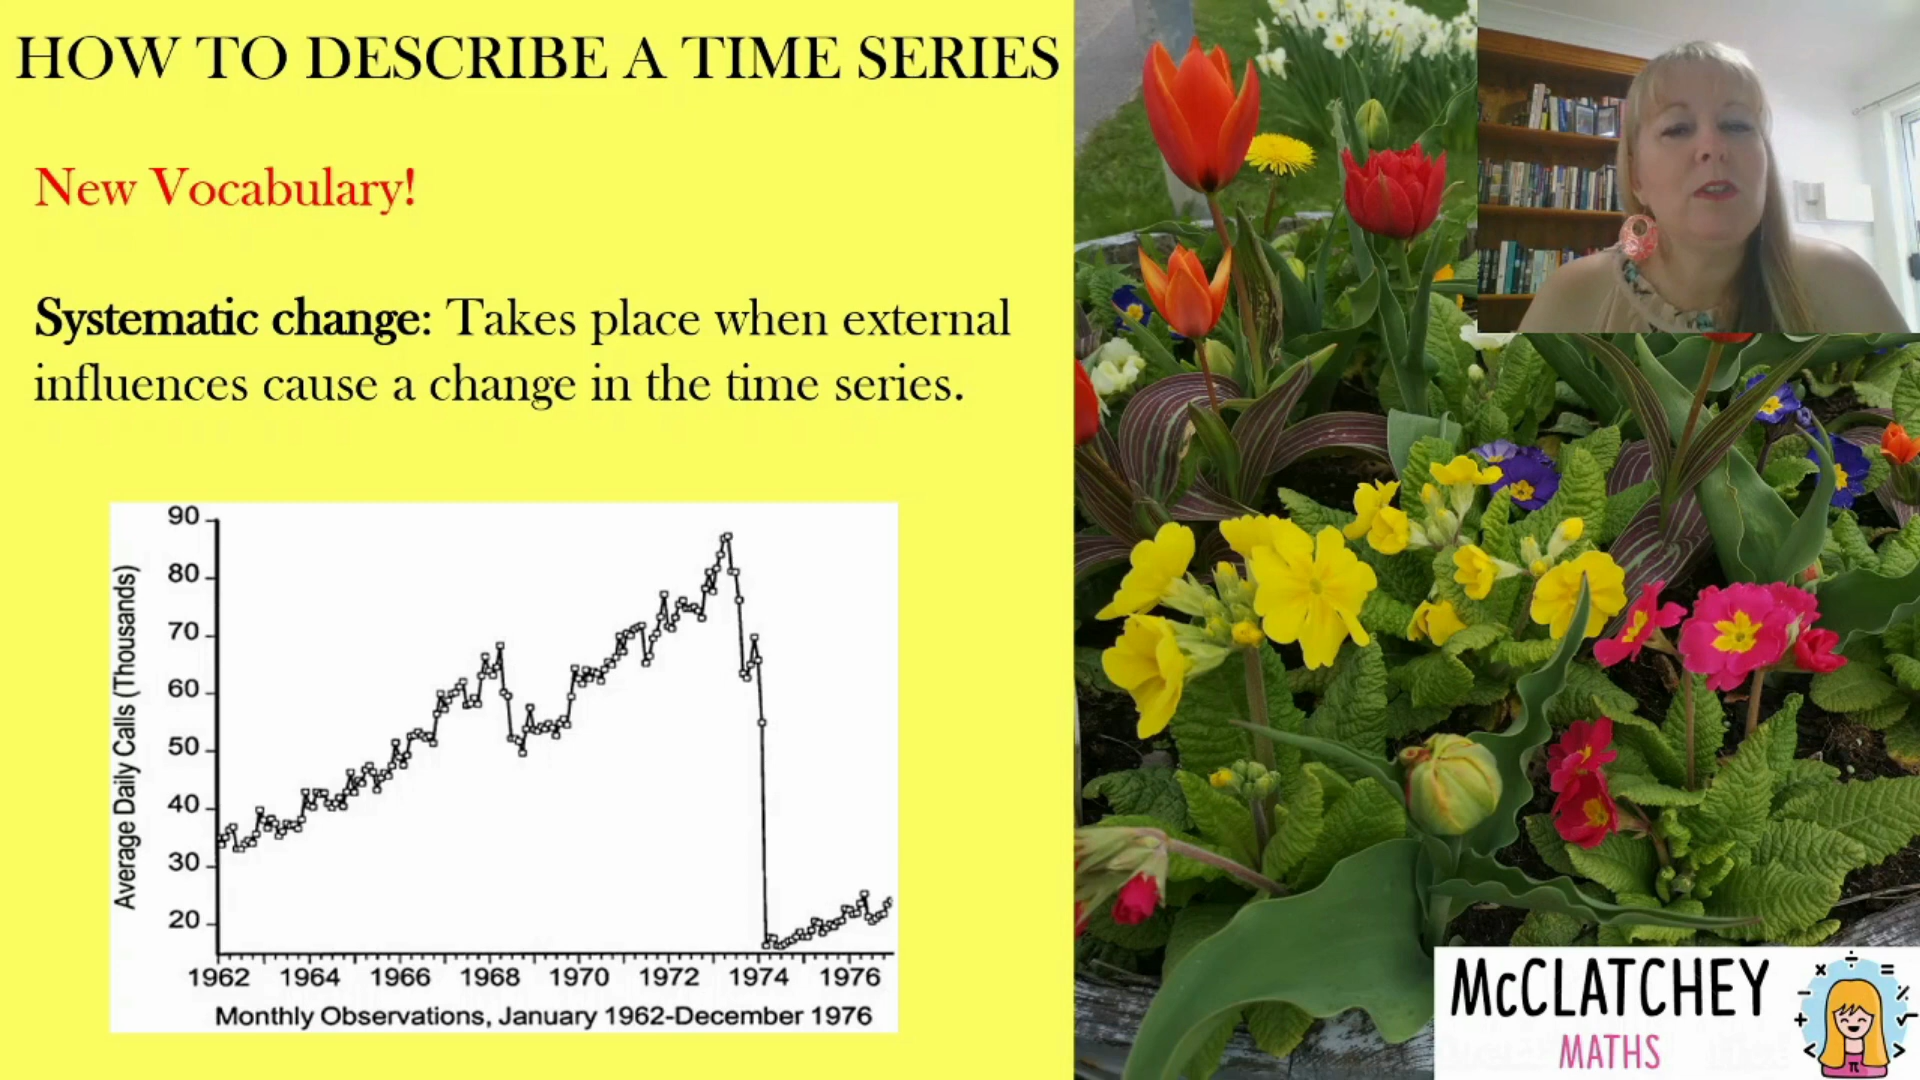 HOW TO DESCRIBE A TIME SERIES
New Vocabulary!
Systematic change: Takes place when external
influences cause a change in the time series.
90
80
70
60
50
40
30
20
Average Daily Calls (Thousands)
1962 1964 1966 1968 1970 1972 1974 1976
Monthly Observations, January 1962-December 1976
McCLATCHEY
MATHS